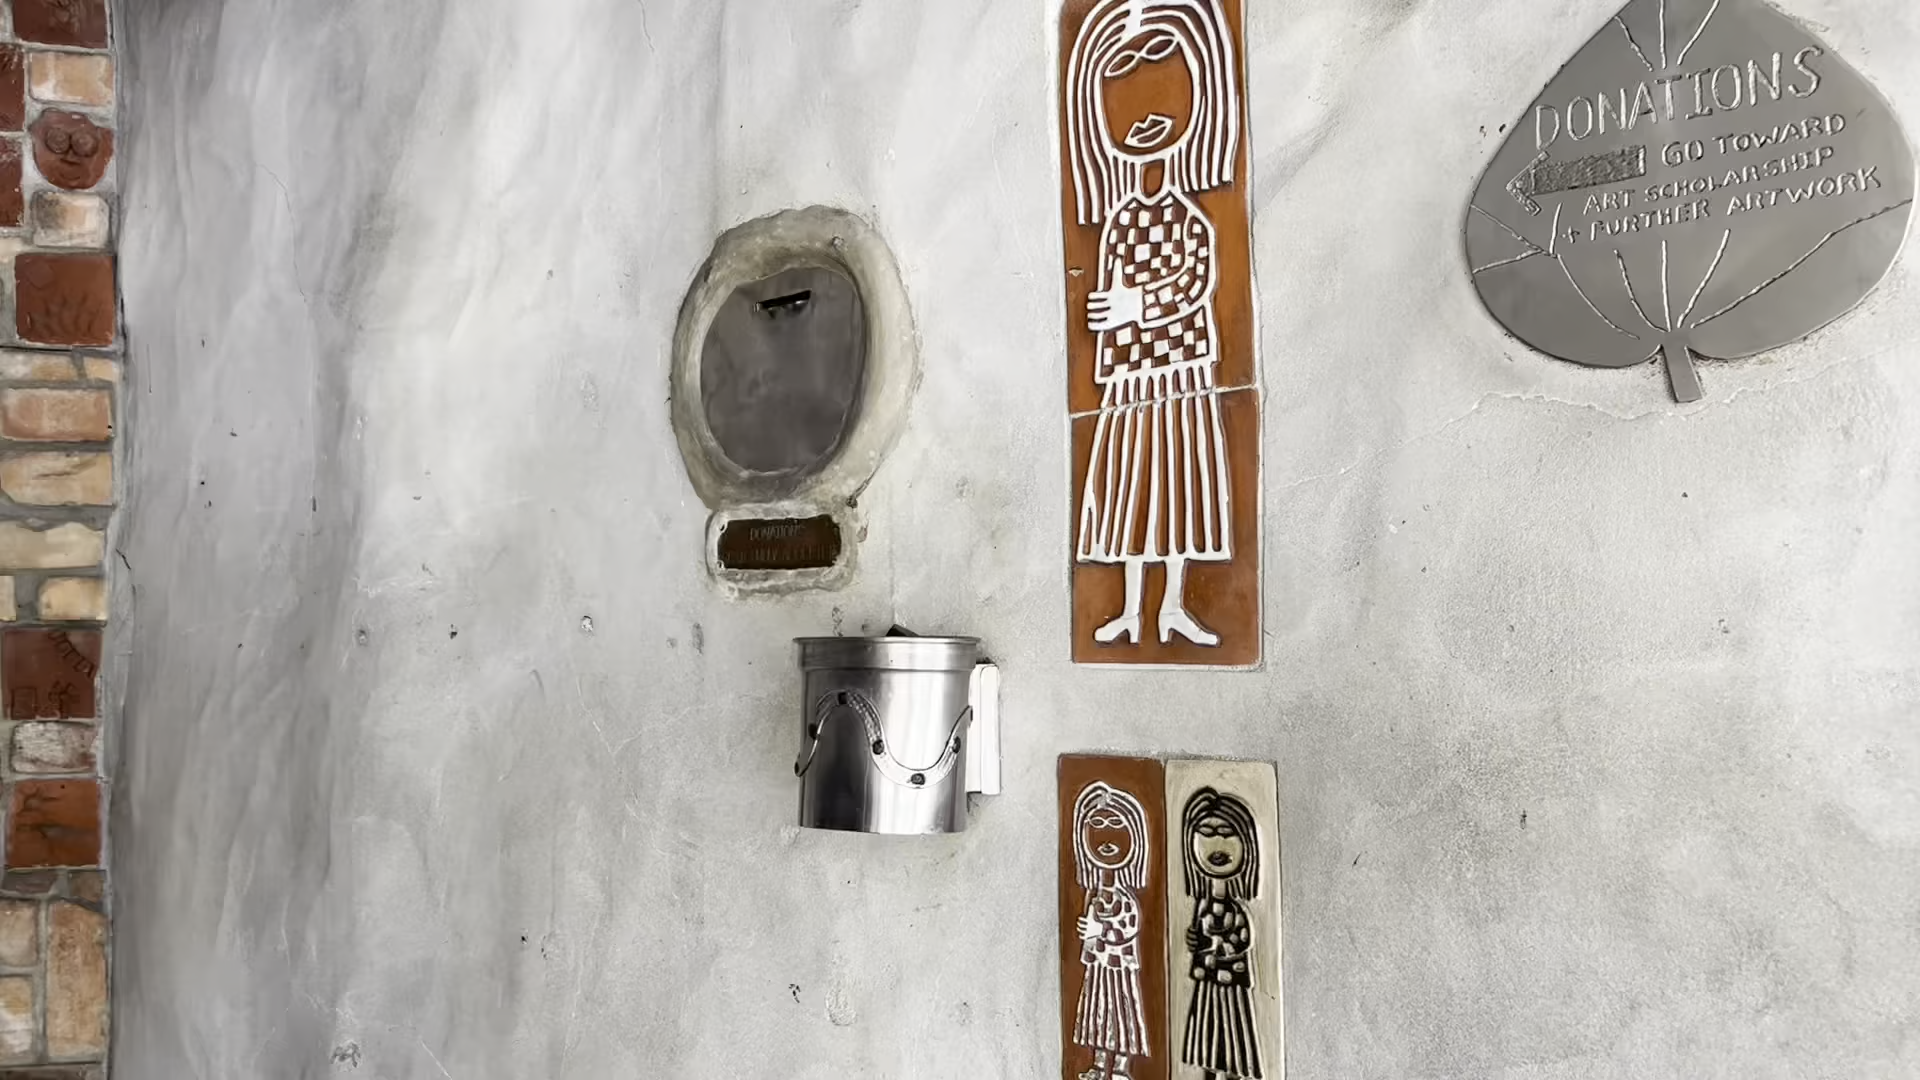 DONATIONS
GO TOWARD
ART SCHOLARSHIP
+ FURTHER ARTWORK
DONATIONS